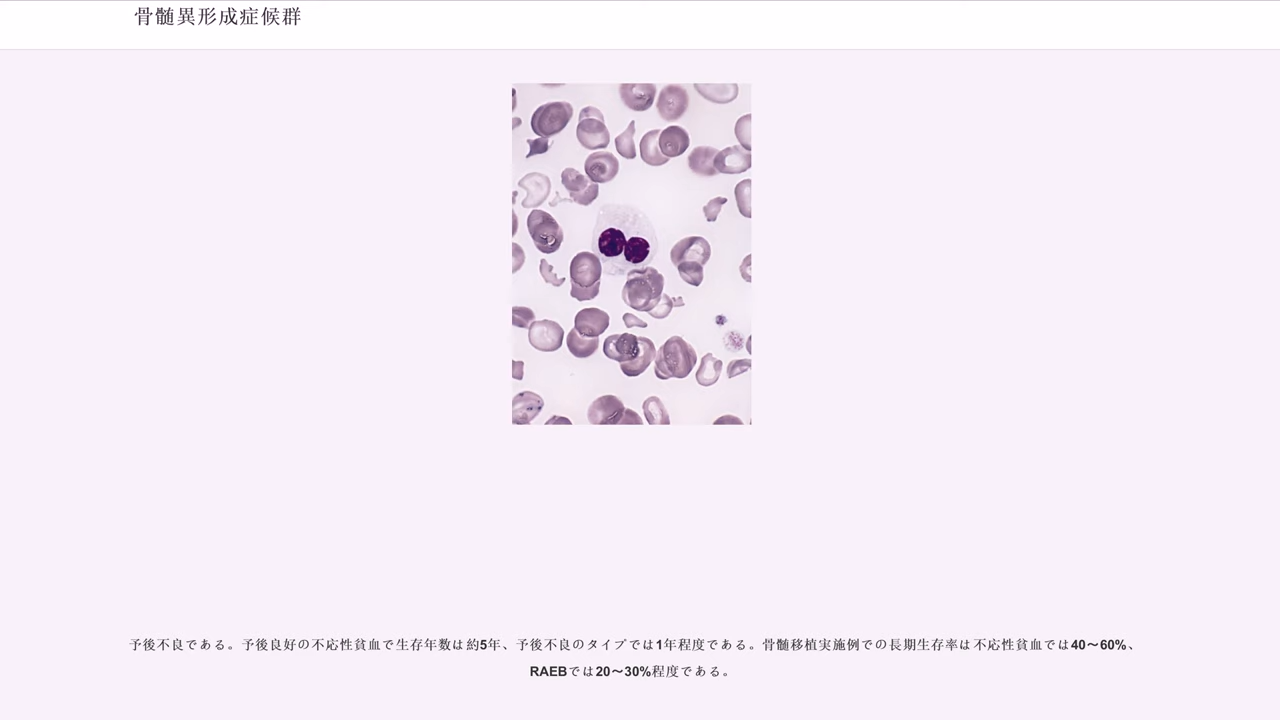 骨髄異形成症候群
予後不良である。予後良好の不応性貧血で生存年数は約5年、予後不良のタイプでは1年程度である。骨髄移植実施例での長期生存率は不応性貧血では40〜60%、
RAEBでは20〜30%程度である。